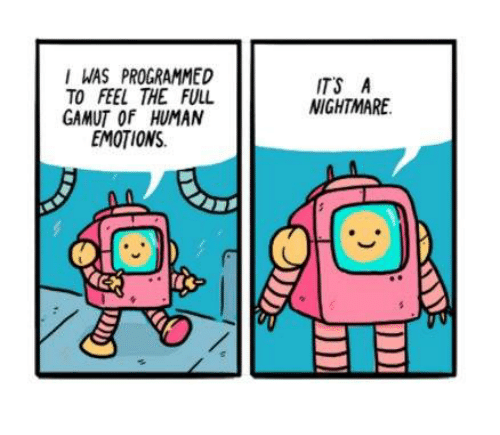 I WAS PROGRAMMED
TO FEEL THE FULL
GAMUT OF HUMAN
EMOTIONS.
IT'S A
NIGHTMARE.